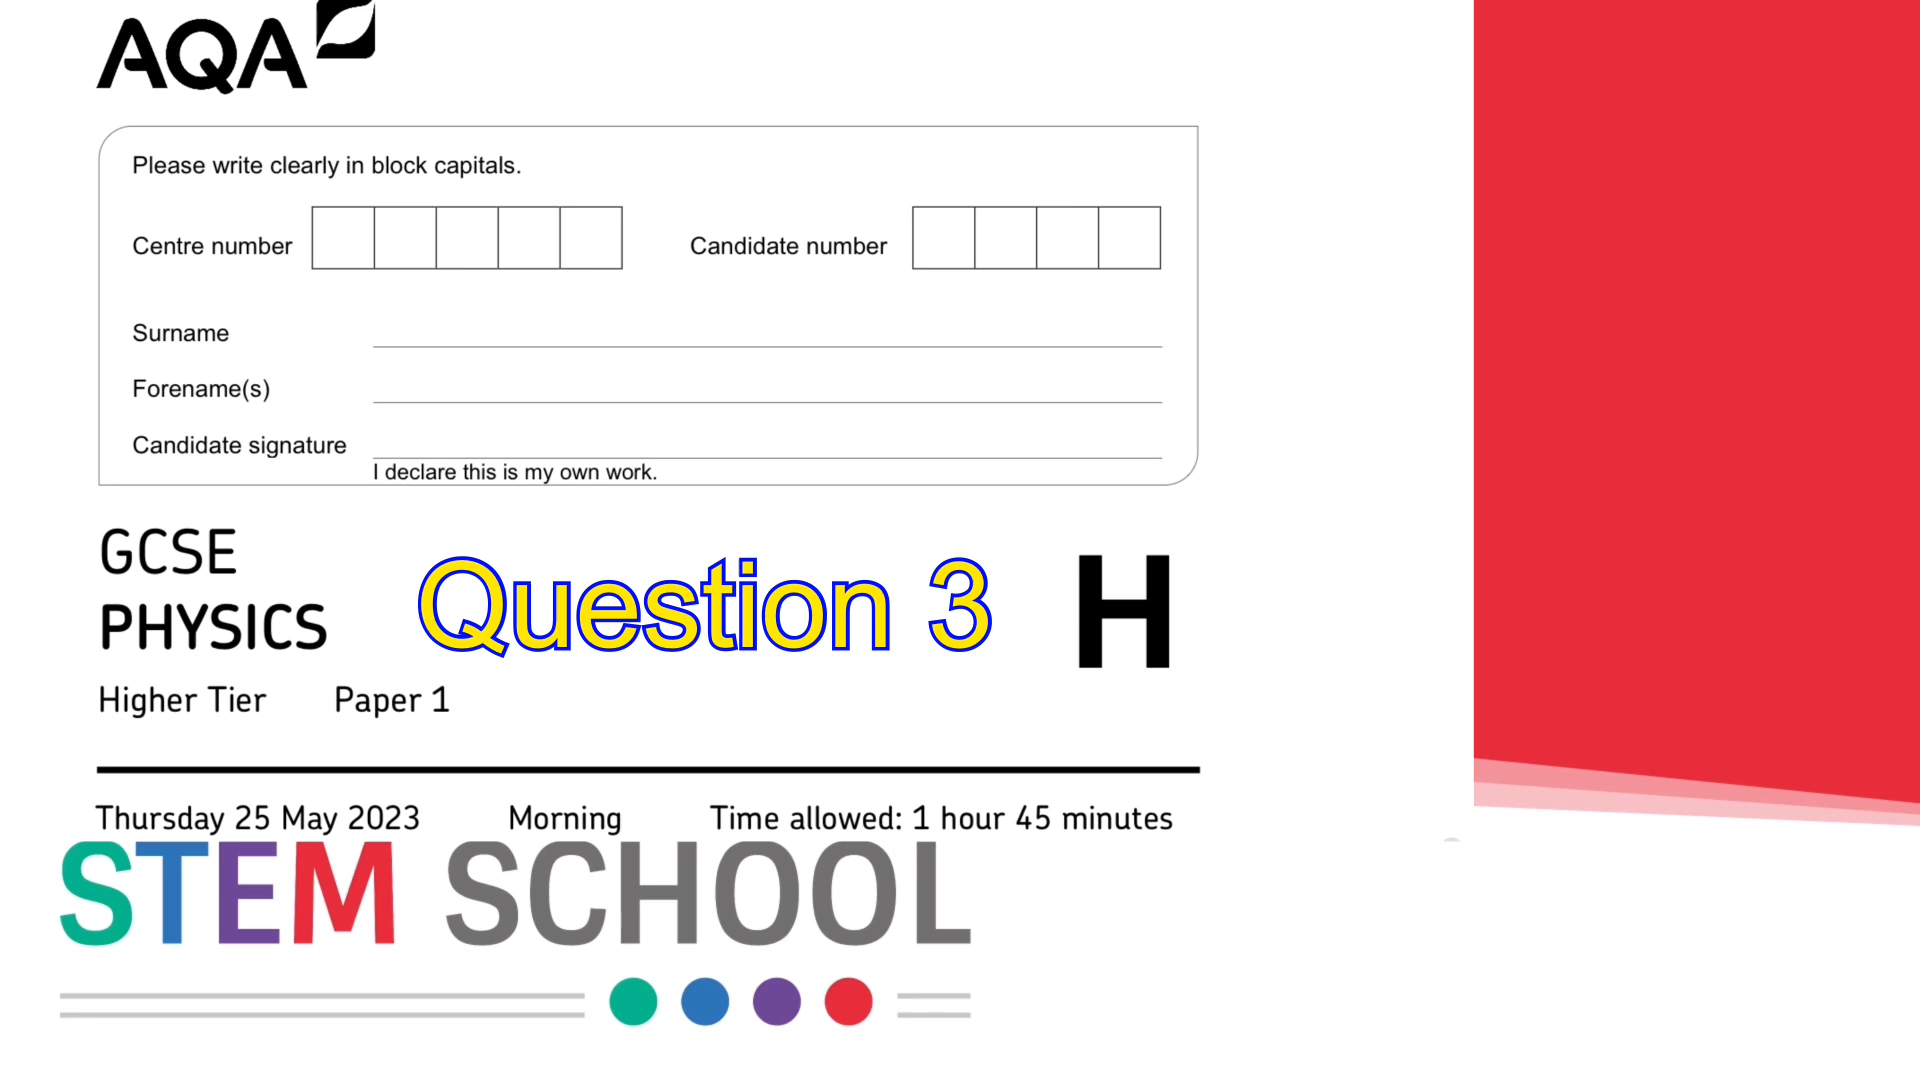 AQA
Please write clearly in block capitals.
Centre number
Candidate number
Surname
Forename(s)
Candidate signature
I declare this is my own work.
GCSE
PHYSICS
Question 3
H
Higher Tier Paper 1
Thursday 25 May 2023 Morning Time allowed: 1 hour 45 minutes
STEM SCHOOL